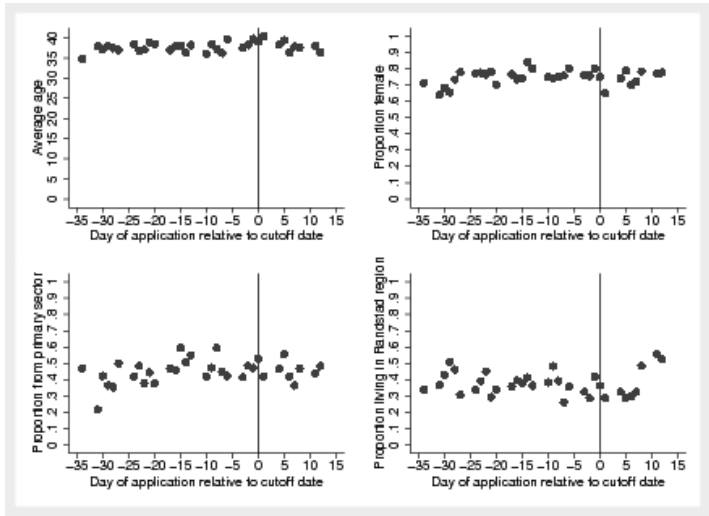 Average age
0 5 10 15 20 25 30 35 40
−35 −30 −25 −20 −15 −10 −5 0 5 10 15
Day of application relative to cutoff date
Proportion female
0 .1 .2 .3 .4 .5 .6 .7 .8 .9 1
−35 −30 −25 −20 −15 −10 −5 0 5 10 15
Day of application relative to cutoff date
Proportion from primary sector
0 .1 .2 .3 .4 .5 .6 .7 .8 .9 1
−35 −30 −25 −20 −15 −10 −5 0 5 10 15
Day of application relative to cutoff date
Proportion living in Randstad region
0 .1 .2 .3 .4 .5 .6 .7 .8 .9 1
−35 −30 −25 −20 −15 −10 −5 0 5 10 15
Day of application relative to cutoff date